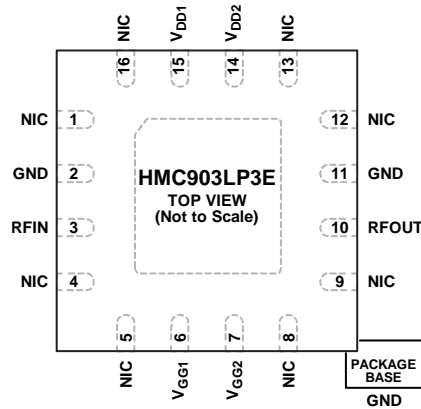 NIC
VDD1
VDD2
NIC
16
15
14
13
NIC 1
12 NIC
GND 2
11 GND
HMC903LP3E
TOP VIEW
(Not to Scale)
RFIN 3
10 RFOUT
NIC 4
9 NIC
5
6
7
8
NIC
VGG1
VGG2
NIC
PACKAGE
BASE
GND